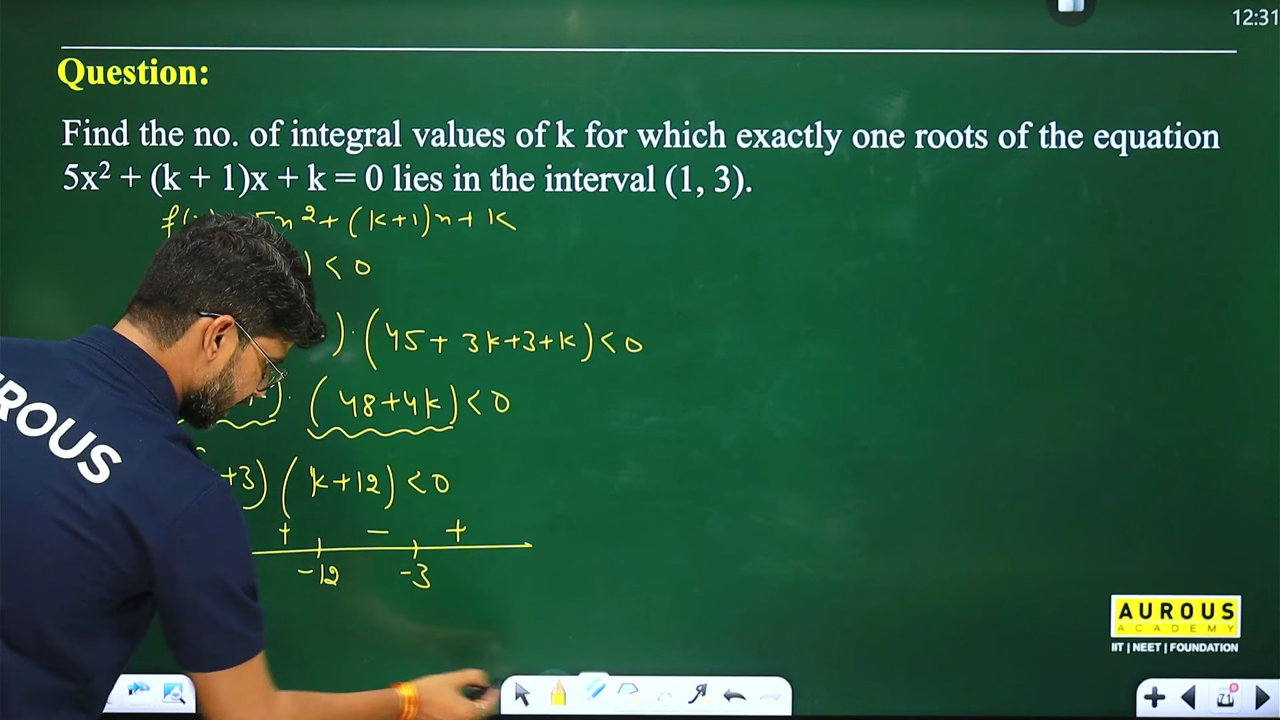 12:31
Question:
Find the no. of integral values of k for which exactly one roots of the equation
5x² + (k + 1)x + k = 0 lies in the interval (1, 3).
f( 5x² + (k+1)x + k
) < 0
) · (45 + 3k+3+k) < 0
) · (48+4k) < 0
+3) (k+12) < 0
+ − +
-12 -3
ROUS
AUROUS
ACADEMY
IIT | NEET | FOUNDATION
71